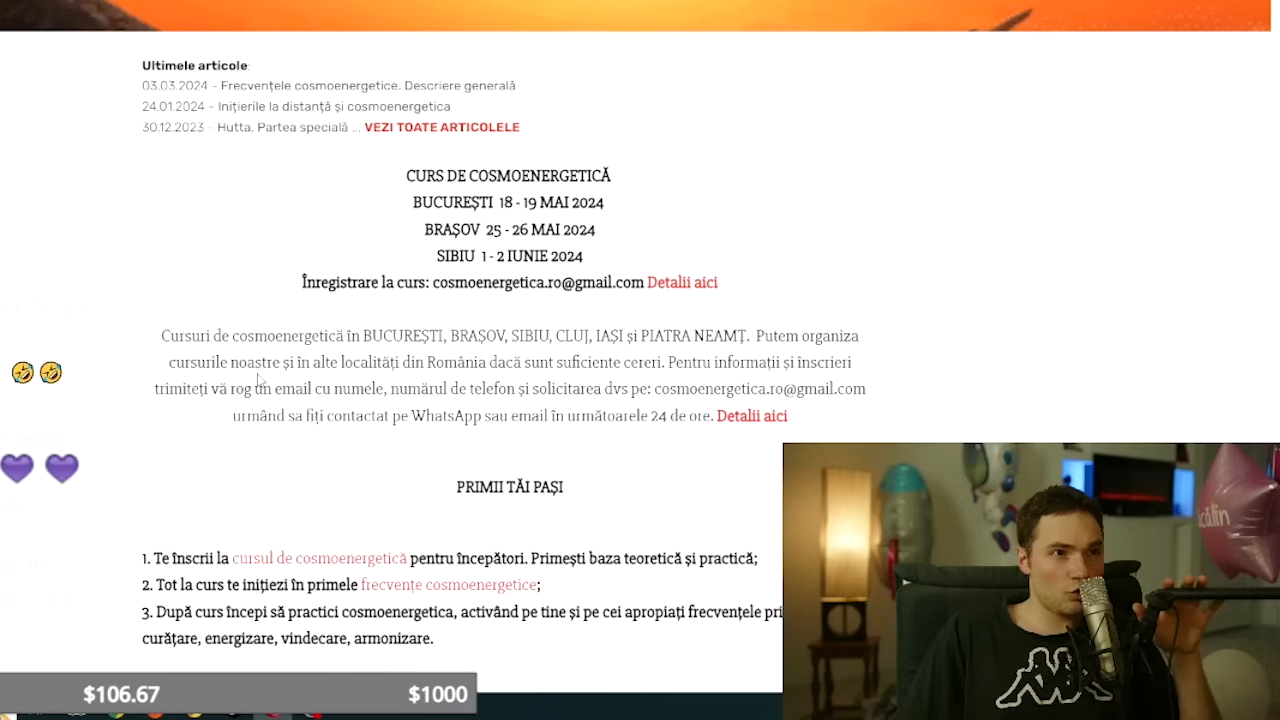 Ultimele articole:
03.03.2024 - Frecvențele cosmoenergetice. Descriere generală
24.01.2024 - Inițierile la distanță și cosmoenergetica
30.12.2023 - Hutta. Partea specială ... VEZI TOATE ARTICOLELE
CURS DE COSMOENERGETICĂ
BUCUREȘTI 18 - 19 MAI 2024
BRAȘOV 25 - 26 MAI 2024
SIBIU 1 - 2 IUNIE 2024
Înregistrare la curs: cosmoenergetica.ro@gmail.com Detalii aici
Cursuri de cosmoenergetică în BUCUREȘTI, BRAȘOV, SIBIU, CLUJ, IAȘI și PIATRA NEAMȚ. Putem organiza
cursurile noastre și în alte localități din România dacă sunt suficiente cereri. Pentru informații și înscrieri
trimiteți vă rog un email cu numele, numărul de telefon și solicitarea dvs pe: cosmoenergetica.ro@gmail.com
urmând sa fiți contactat pe WhatsApp sau email în următoarele 24 de ore. Detalii aici
PRIMII TĂI PAȘI
1. Te înscrii la cursul de cosmoenergetică pentru începători. Primești baza teoretică și practică;
2. Tot la curs te inițiezi în primele frecvențe cosmoenergetice;
3. După curs începi să practici cosmoenergetica, activând pe tine și pe cei apropiați frecvențele pri
curățare, energizare, vindecare, armonizare.
icălin
$106.67 $1000